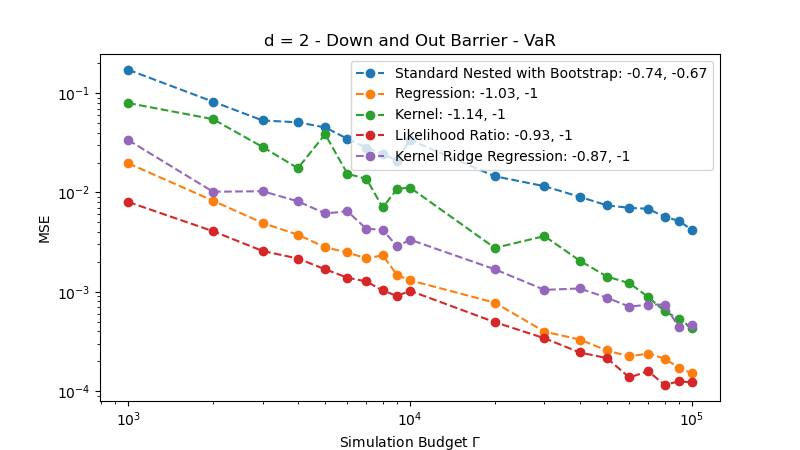 d = 2 - Down and Out Barrier - VaR
Standard Nested with Bootstrap: -0.74, -0.67
Regression: -1.03, -1
Kernel: -1.14, -1
Likelihood Ratio: -0.93, -1
Kernel Ridge Regression: -0.87, -1
MSE
10⁻¹
10⁻²
10⁻³
10⁻⁴
10³
10⁴
10⁵
Simulation Budget Γ